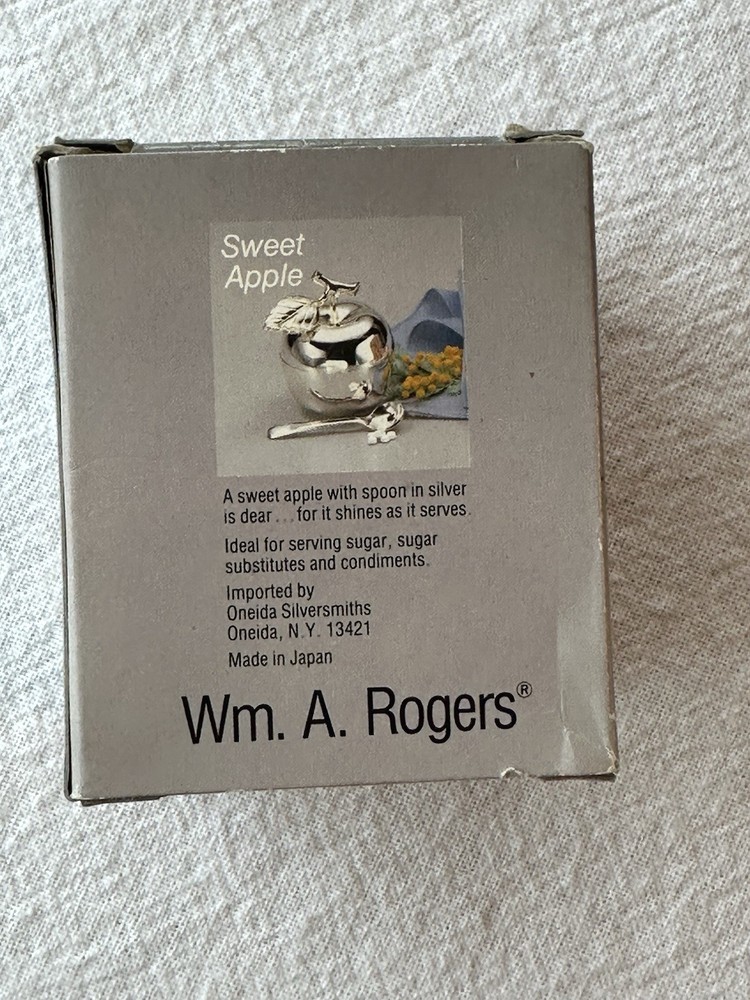 Sweet
Apple
A sweet apple with spoon in silver
is dear...for it shines as it serves.
Ideal for serving sugar, sugar
substitutes and condiments.
Imported by
Oneida Silversmiths
Oneida, N.Y. 13421
Made in Japan
Wm. A. Rogers®